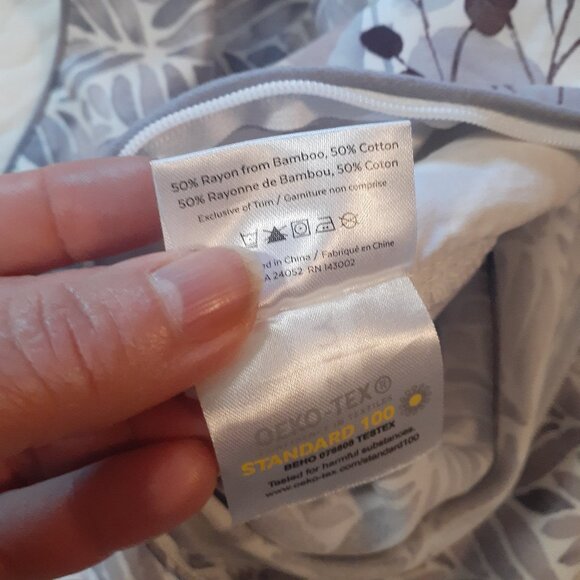 50% Rayon from Bamboo, 50% Cotton
50% Rayonne de Bambou, 50% Coton
Exclusive of Trim / Garniture non comprise
in China / Fabriqué en Chine
A 24052 RN 143002
OEKO-TEX®
STANDARD 100
BEHO 076808 TESTEX
Tested for harmful substances.
www.oeko-tex.com/standard100